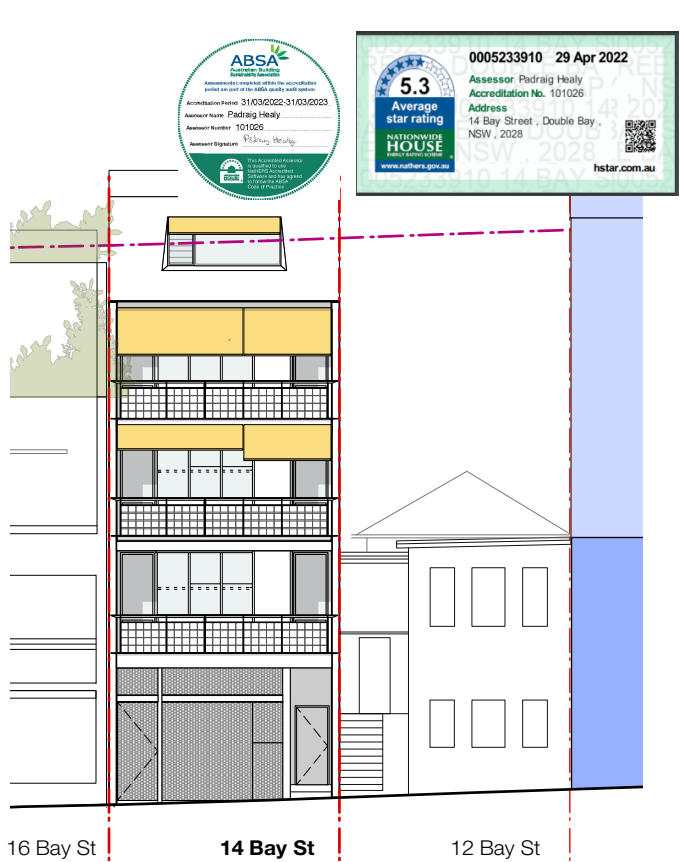 ABSA
Australian Building
Sustainability Association
Assessments completed within the accreditation
period are part of the ABSA quality audit system
Accreditation Period 31/03/2022-31/03/2023
Assessor Name Padraig Healy
Assessor Number 101026
Assessor Signature Padraig Healy
This Accredited Assessor
is qualified to use
NatHERS Accredited
Software and has agreed
to follow the ABSA
Code of Practice
HOUSE
5.3
Average
star rating
NATIONWIDE
HOUSE
ENERGY RATING SCHEME
www.nathers.gov.au
0005233910 29 Apr 2022
Assessor Padraig Healy
Accreditation No. 101026
Address
14 Bay Street , Double Bay ,
NSW , 2028
hstar.com.au
16 Bay St
14 Bay St
12 Bay St